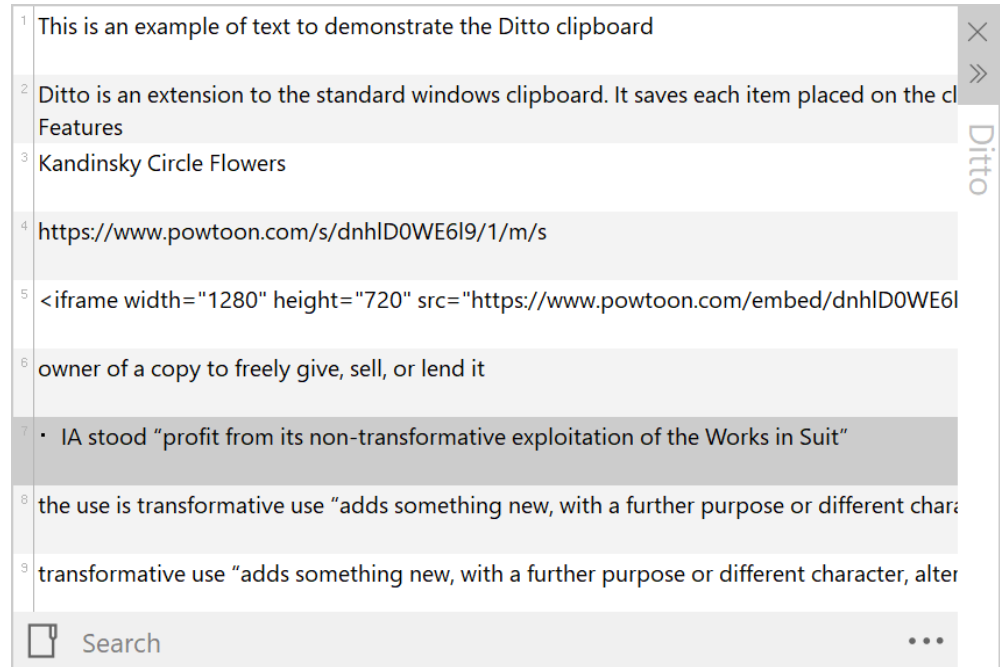 1 This is an example of text to demonstrate the Ditto clipboard
2 Ditto is an extension to the standard windows clipboard. It saves each item placed on the cl
Features
3 Kandinsky Circle Flowers
4 https://www.powtoon.com/s/dnhlD0WE6l9/1/m/s
5 <iframe width="1280" height="720" src="https://www.powtoon.com/embed/dnhlD0WE6l
6 owner of a copy to freely give, sell, or lend it
7 · IA stood “profit from its non-transformative exploitation of the Works in Suit”
8 the use is transformative use “adds something new, with a further purpose or different chara
9 transformative use “adds something new, with a further purpose or different character, alter
Search
Ditto